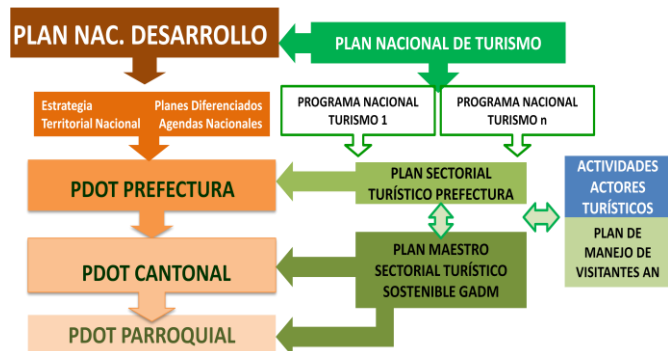 PLAN NAC. DESARROLLO
PLAN NACIONAL DE TURISMO
Estrategia
Territorial Nacional
Planes Diferenciados
Agendas Nacionales
PROGRAMA NACIONAL
TURISMO 1
PROGRAMA NACIONAL
TURISMO n
PDOT PREFECTURA
PLAN SECTORIAL
TURÍSTICO PREFECTURA
ACTIVIDADES
ACTORES
TURÍSTICOS
PLAN DE
MANEJO DE
VISITANTES AN
PDOT CANTONAL
PLAN MAESTRO
SECTORIAL TURÍSTICO
SOSTENIBLE GADM
PDOT PARROQUIAL